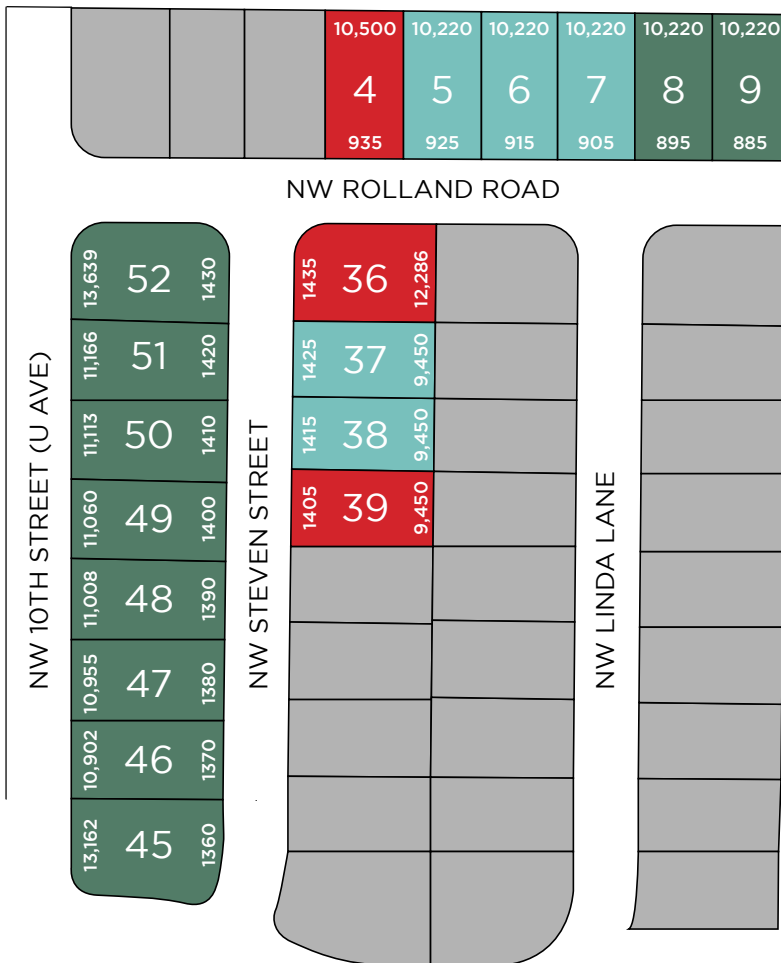 10,500 10,220 10,220 10,220 10,220 10,220
4 5 6 7 8 9
935 925 915 905 895 885
NW ROLLAND ROAD
NW 10TH STREET (U AVE)
13,639 52 1430
11,166 51 1420
11,113 50 1410
11,060 49 1400
11,008 48 1390
10,955 47 1380
10,902 46 1370
13,162 45 1360
NW STEVEN STREET
1435 36 12,286
1425 37 9,450
1415 38 9,450
1405 39 9,450
NW LINDA LANE